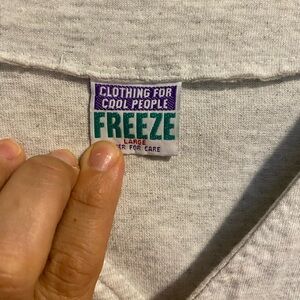 CLOTHING FOR
COOL PEOPLE
FREEZE
LARGE
FOR CARE